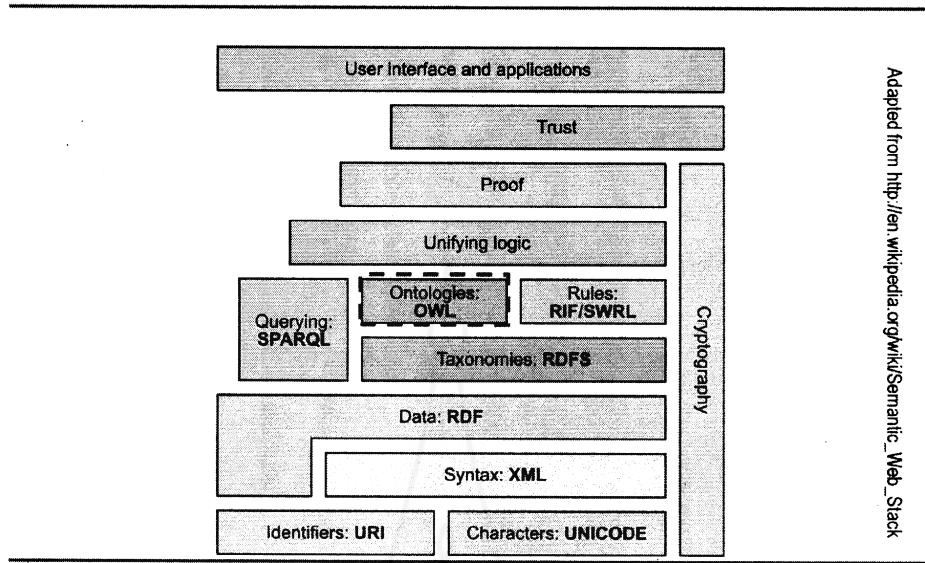 User Interface and applications
Trust
Proof
Unifying logic
Querying:
SPARQL
Ontologies:
OWL
Rules:
RIF/SWRL
Taxonomies: RDFS
Data: RDF
Syntax: XML
Identifiers: URI
Characters: UNICODE
Cryptography
Adapted from http://en.wikipedia.org/wiki/Semantic_Web_Stack